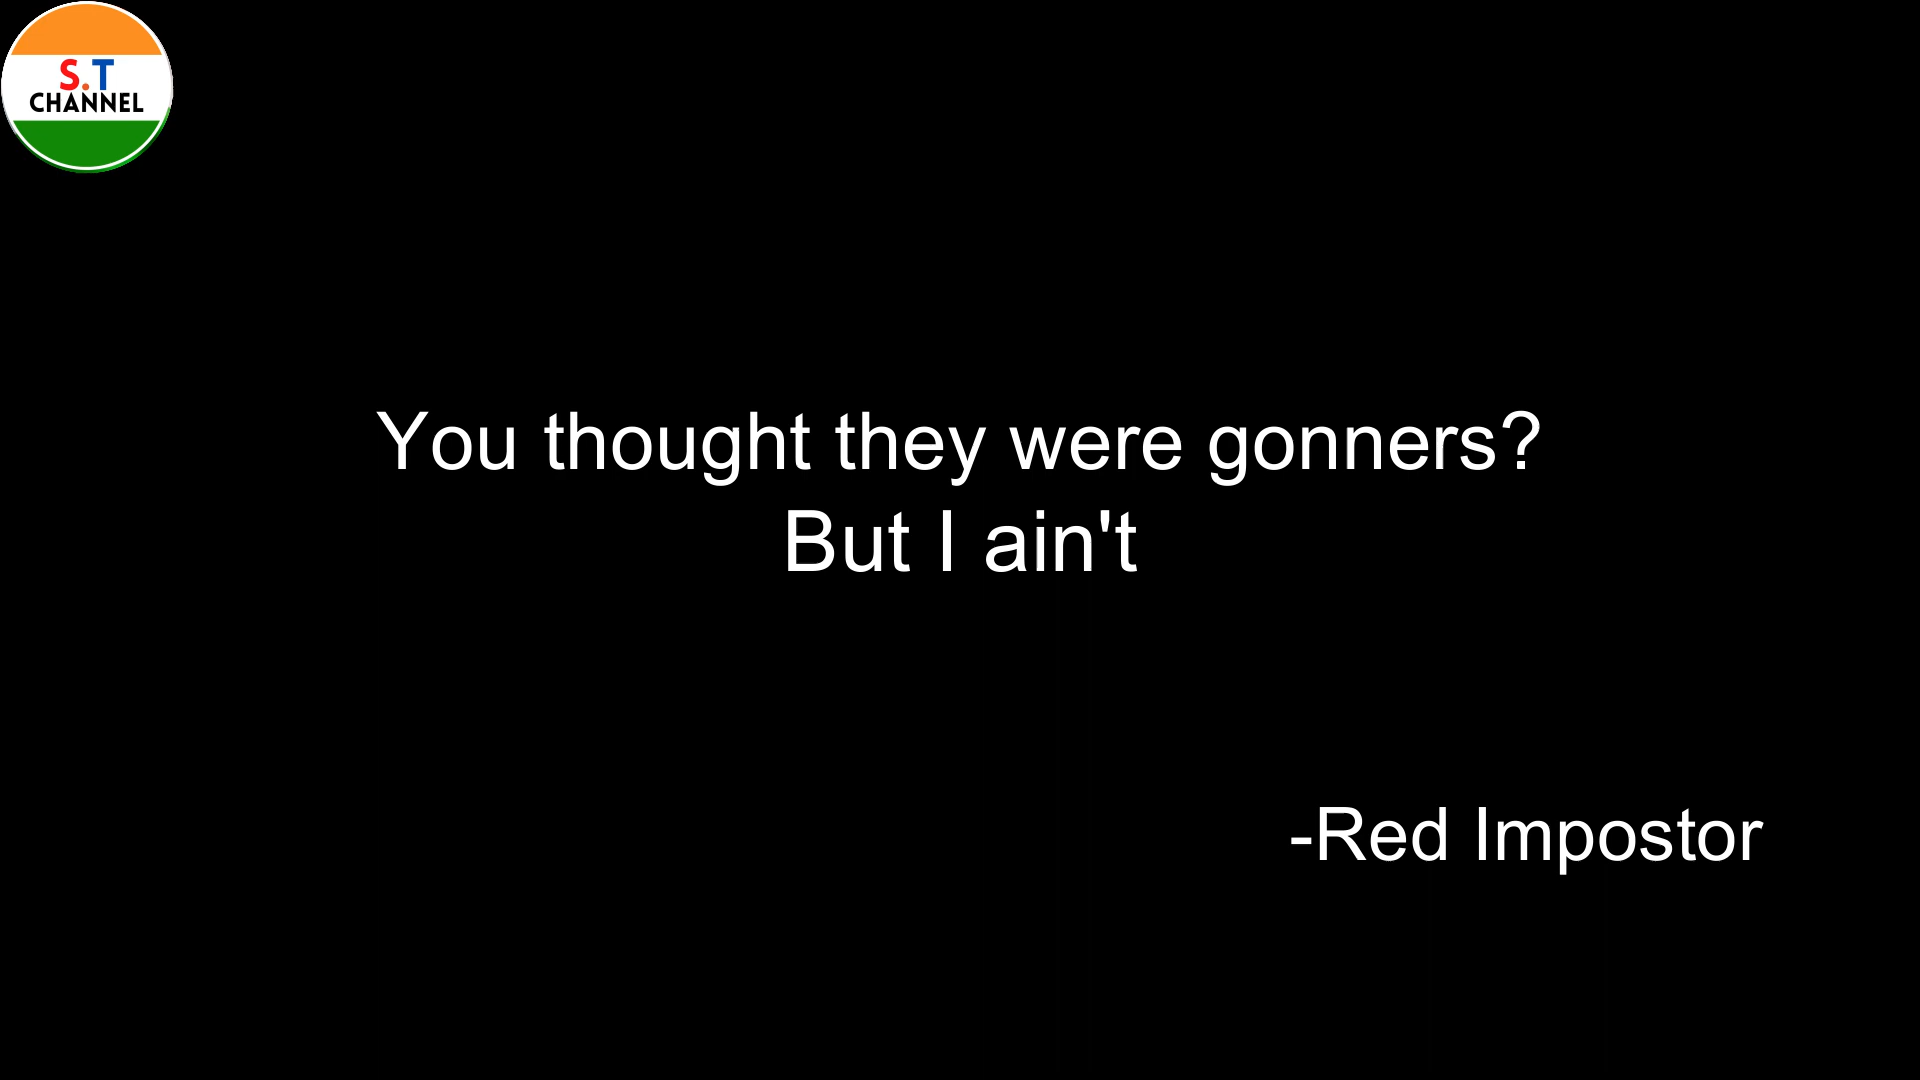 S.T
CHANNEL
You thought they were gonners?
But I ain't
-Red Impostor